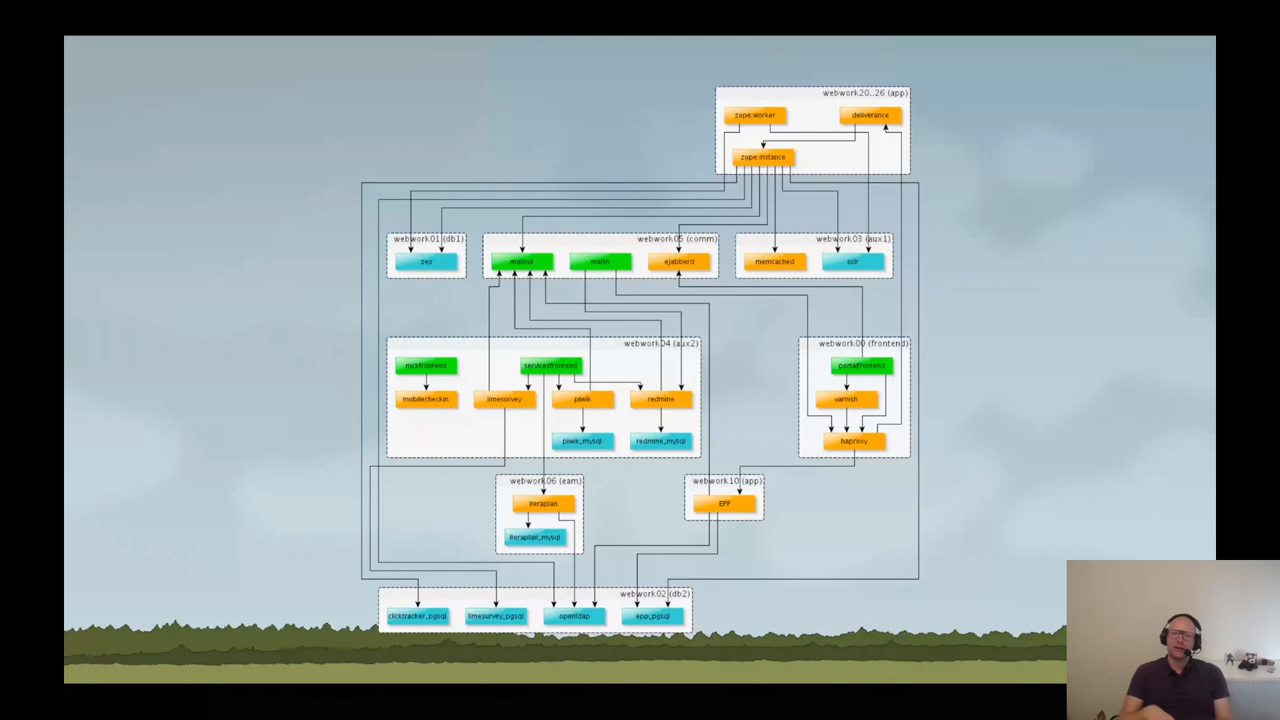 webwork20..26 (app)
zope:worker
deliverance
zope:instance
webwork01 (db1)
zeo
webwork05 (comm)
mailout
mailin
ejabberd
webwork03 (aux1)
memcached
solr
webwork04 (aux2)
mckfrontend
servicesfrontend
mobilecheckin
limesurvey
piwik
redmine
piwik_mysql
redmine_mysql
webwork00 (frontend)
portalfrontend
varnish
haproxy
webwork06 (eam)
iteraplan
iteraplan_mysql
webwork10 (app)
webwork02 (db2)
clicktracker_pgsql
limesurvey_pgsql
openldap
epp_pgsql